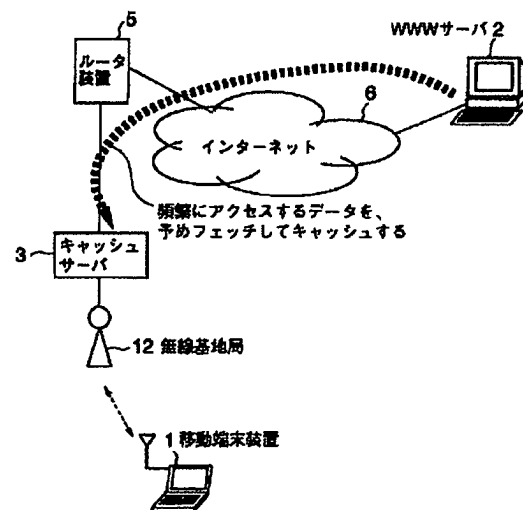 5
ルータ
装置
WWWサーバ 2
6
インターネット
頻繁にアクセスするデータを、
予めフェッチしてキャッシュする
3
キャッシュ
サーバ
12 無線基地局
1 移動端末装置